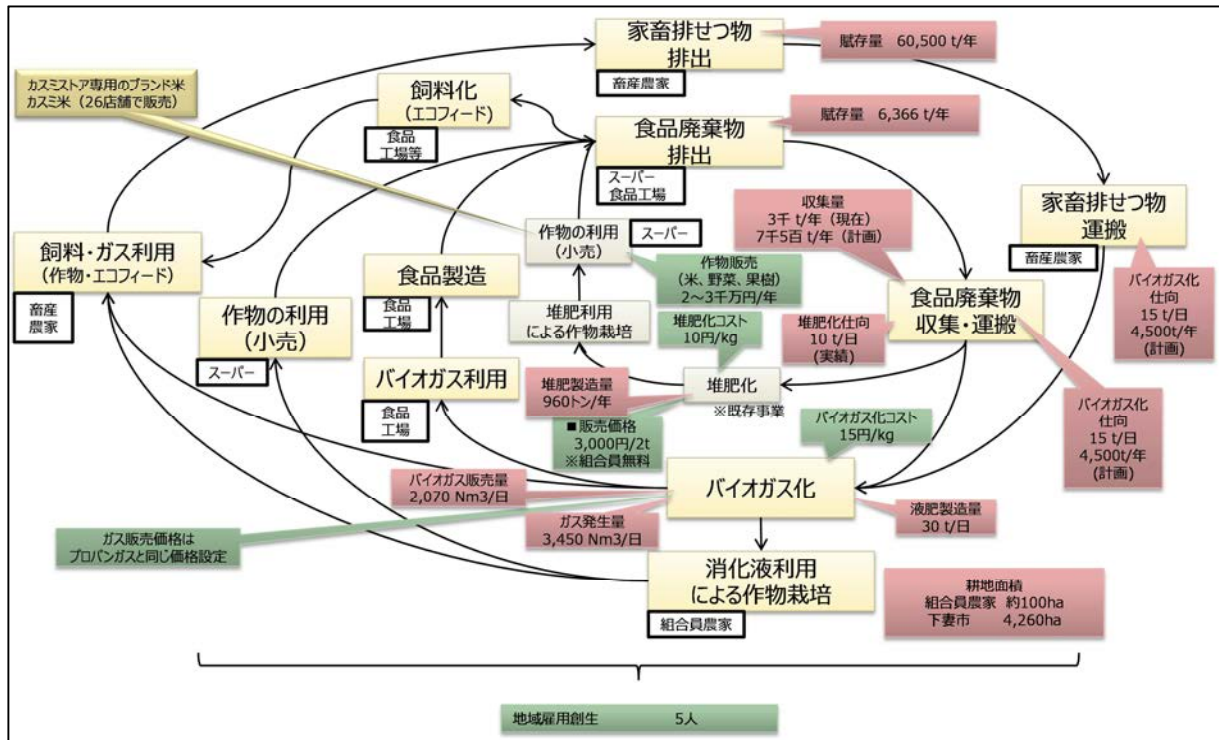 家畜排せつ物
排出
畜産農家
賦存量 60,500 t/年
カスミストア専用のブランド米
カスミ米（26店舗で販売）
飼料化
（エコフィード）
食品
工場等
食品廃棄物
排出
スーパー
食品工場
賦存量 6,366 t/年
収集量
3千 t/年（現在）
7千5百 t/年（計画）
家畜排せつ物
運搬
畜産農家
バイオガス化
仕向
15 t/日
4,500t/年
(計画)
飼料・ガス利用
(作物・エコフィード)
畜産
農家
作物の利用
（小売）
スーパー
食品製造
食品
工場
作物の利用
（小売）
スーパー
作物販売
（米、野菜、果樹）
2～3千万円/年
堆肥利用
による作物栽培
堆肥化コスト
10円/kg
堆肥化仕向
10 t/日
(実績)
食品廃棄物
収集・運搬
バイオガス化
仕向
15 t/日
4,500t/年
(計画)
バイオガス利用
食品
工場
堆肥製造量
960トン/年
堆肥化
※既存事業
■販売価格
3,000円/2t
※組合員無料
バイオガス化コスト
15円/kg
バイオガス販売量
2,070 Nm3/日
バイオガス化
ガス発生量
3,450 Nm3/日
液肥製造量
30 t/日
ガス販売価格は
プロパンガスと同じ価格設定
消化液利用
による作物栽培
組合員農家
耕地面積
組合員農家 約100ha
下妻市 4,260ha
地域雇用創生 5人